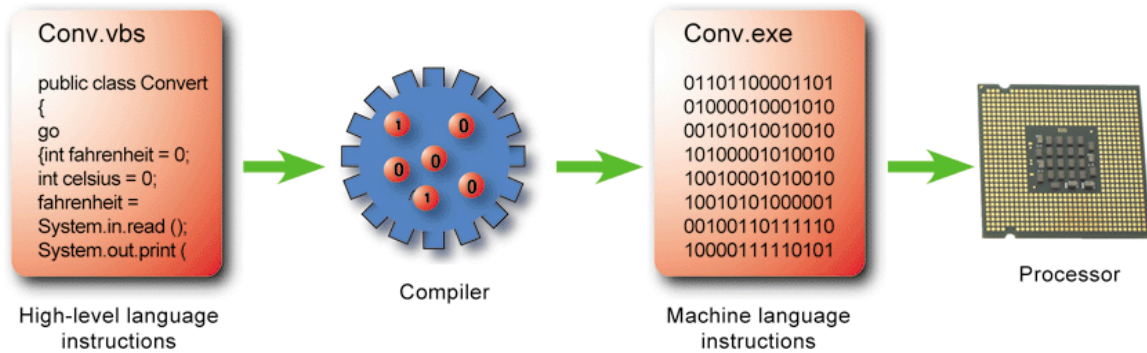 Conv.vbs
public class Convert
{
go
{int fahrenheit = 0;
int celsius = 0;
fahrenheit =
System.in.read ();
System.out.print (
High-level language
instructions
1
0
0
0
0
1
Compiler
Conv.exe
01101100001101
01000010001010
00101010010010
10100001010010
10010001010010
10010101000001
00100110111110
10000111110101
Machine language
instructions
Processor